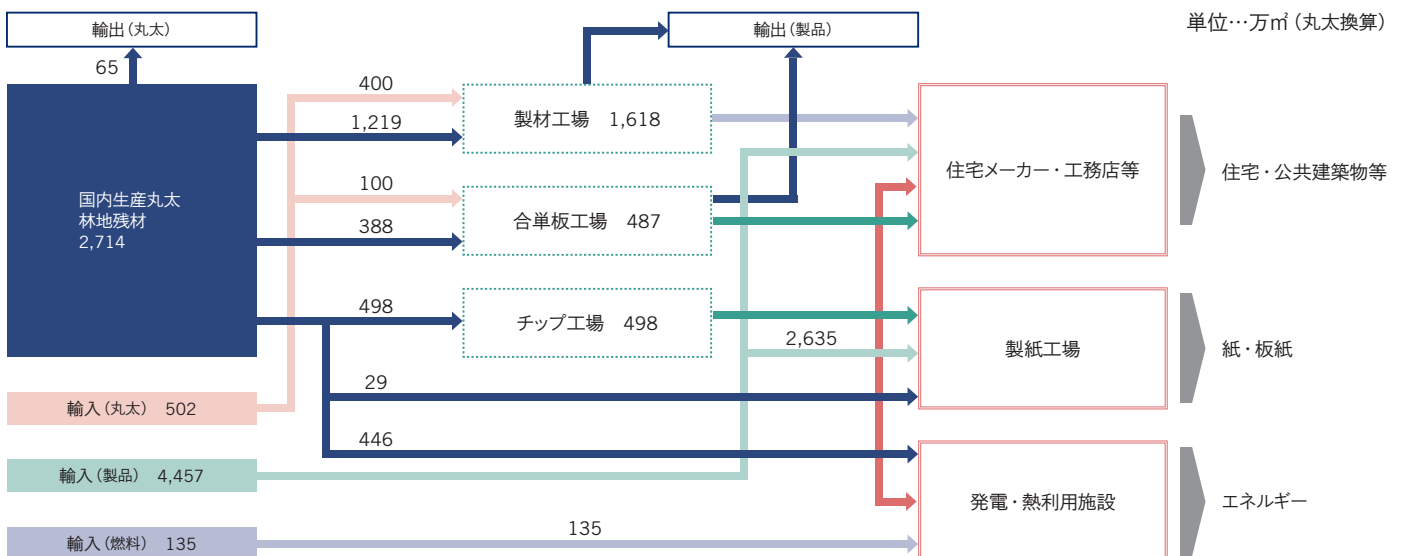 単位…万㎥（丸太換算）
輸出（丸太）
輸出（製品）
65
国内生産丸太
林地残材
2,714
400
1,219
製材工場 1,618
100
388
合単板工場 487
498
チップ工場 498
2,635
29
446
135
輸入（丸太） 502
輸入（製品） 4,457
輸入（燃料） 135
住宅メーカー・工務店等
住宅・公共建築物等
製紙工場
紙・板紙
発電・熱利用施設
エネルギー